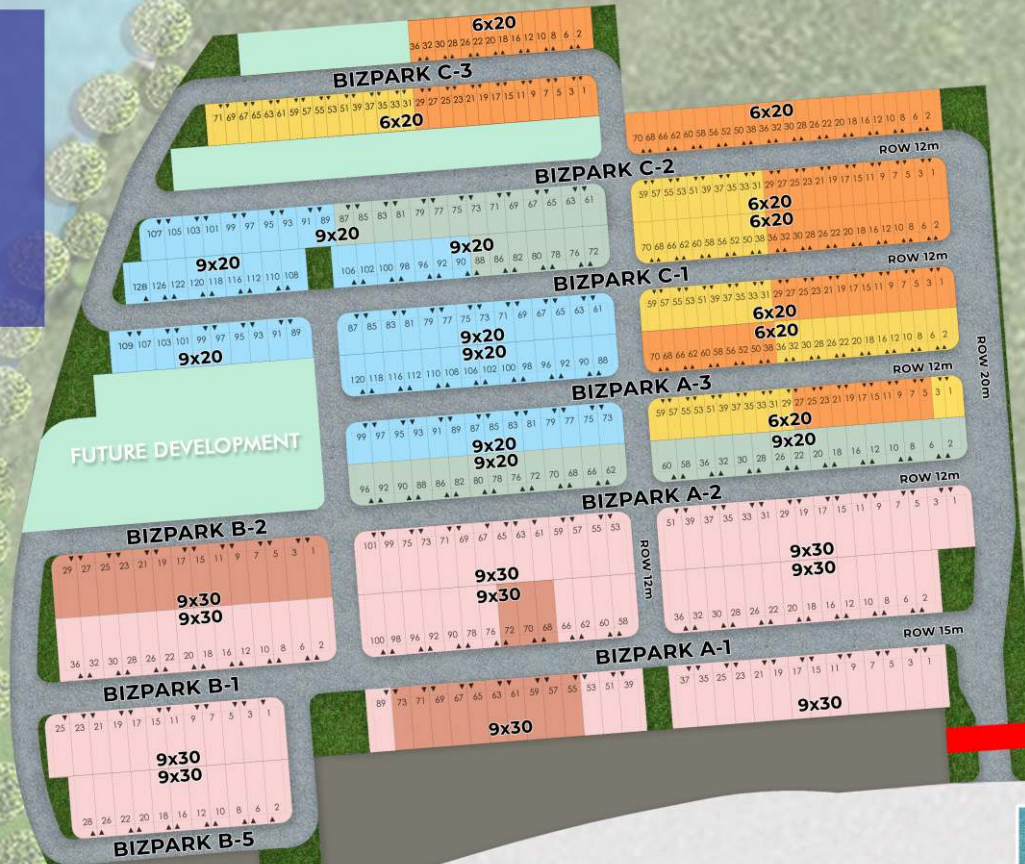 6x20
36 32 30 28 26 22 20 18 16 12 10 8 6 2
BIZPARK C-3
71 69 67 65 63 61 59 57 55 53 51 39 37 35 33 31 29 27 25 23 21 19 17 15 11 9 7 5 3 1
6x20
6x20
70 68 66 62 60 58 56 52 50 38 36 32 30 28 26 22 20 18 16 12 10 8 6 2
ROW 12m
BIZPARK C-2
59 57 55 53 51 39 37 35 33 31 29 27 25 23 21 19 17 15 11 9 7 5 3 1
6x20
6x20
70 68 66 62 60 58 56 52 50 38 36 32 30 28 26 22 20 18 16 12 10 8 6 2
107 105 103 101 99 97 95 93 91 89 87 85 83 81 79 77 75 73 71 69 67 65 63 61
9x20
9x20
9x20
128 126 122 120 118 116 112 110 108
106 102 100 98 96 92 90 88 86 82 80 78 76 72
ROW 12m
BIZPARK C-1
59 57 55 53 51 39 37 35 33 31 29 27 25 23 21 19 17 15 11 9 7 5 3 1
6x20
6x20
70 68 66 62 60 58 56 52 50 38 36 32 30 28 26 22 20 18 16 12 10 8 6 2
87 85 83 81 79 77 75 73 71 69 67 65 63 61
9x20
9x20
120 118 116 112 110 108 106 102 100 98 96 92 90 88
109 107 103 101 99 97 95 93 91 89
9x20
ROW 20m
ROW 12m
BIZPARK A-3
59 57 55 53 51 39 37 35 33 31 29 27 25 23 21 19 17 15 11 9 7 5 3 1
6x20
9x20
60 58 36 32 30 28 26 22 20 18 16 12 10 8 6 2
99 97 95 93 91 89 87 85 83 81 79 77 75 73
9x20
9x20
96 92 90 88 86 82 80 78 76 72 70 68 66 62
FUTURE DEVELOPMENT
ROW 12m
BIZPARK A-2
51 39 37 35 33 31 29 19 17 15 11 9 7 5 3 1
9x30
9x30
36 32 30 28 26 22 20 18 16 12 10 8 6 2
ROW 12m
101 99 75 73 71 69 67 65 63 61 59 57 55 53
9x30
9x30
100 98 96 92 90 78 76 72 70 68 66 62 60 58
BIZPARK B-2
29 27 25 23 21 19 17 15 11 9 7 5 3 1
9x30
9x30
36 32 30 28 26 22 20 18 16 12 10 8 6 2
ROW 15m
BIZPARK A-1
89 73 71 69 67 65 63 61 59 57 55 53 51 39
9x30
37 35 25 23 21 19 17 15 11 9 7 5 3 1
9x30
BIZPARK B-1
25 23 21 19 17 15 11 9 7 5 3 1
9x30
9x30
28 26 22 20 18 16 12 10 8 6 2
BIZPARK B-5